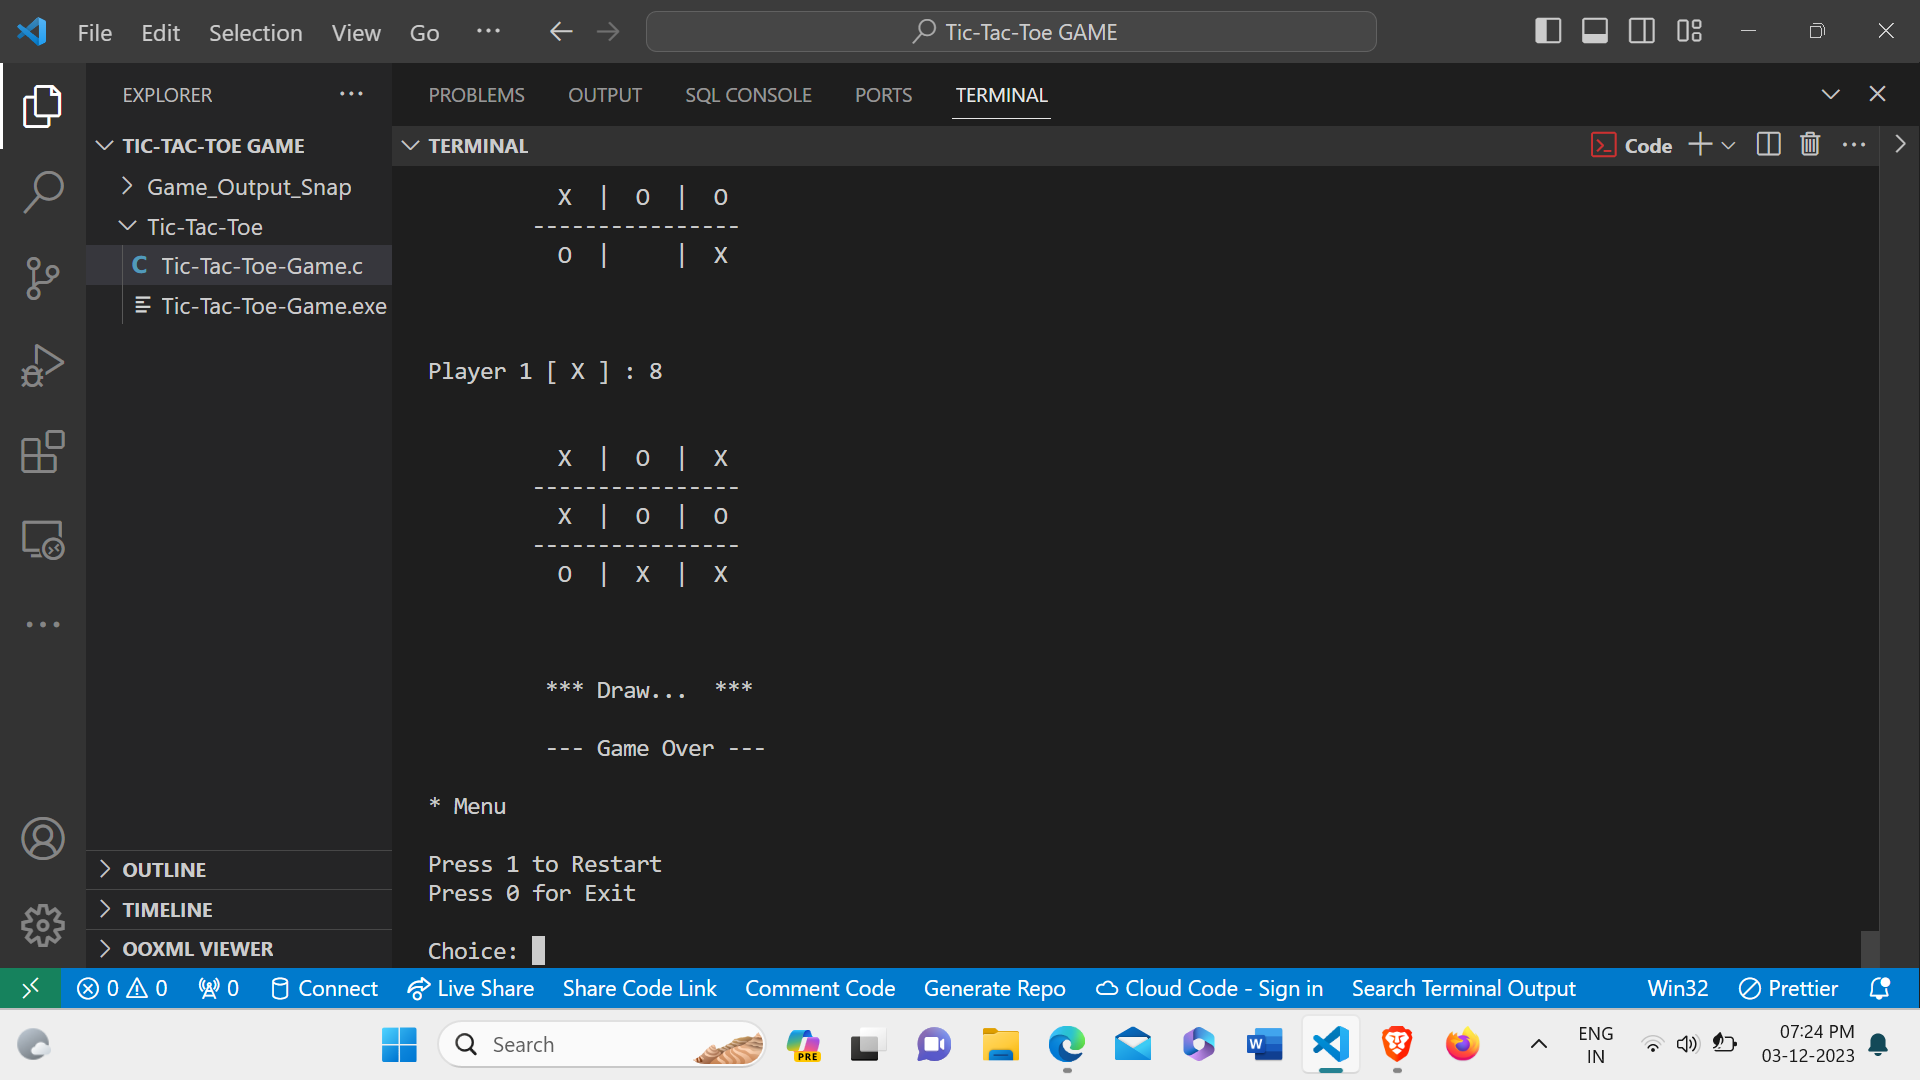 File Edit Selection View Go ··· Tic-Tac-Toe GAME
EXPLORER ··· PROBLEMS OUTPUT SQL CONSOLE PORTS TERMINAL
TIC-TAC-TOE GAME
TERMINAL Code
Game_Output_Snap
Tic-Tac-Toe
C Tic-Tac-Toe-Game.c
Tic-Tac-Toe-Game.exe
X | O | O
----------------
O | | X
Player 1 [ X ] : 8
X | O | X
----------------
X | O | O
----------------
O | X | X
*** Draw... ***
--- Game Over ---
* Menu
Press 1 to Restart
Press 0 for Exit
Choice:
OUTLINE
TIMELINE
OOXML VIEWER
0 0 0 Connect Live Share Share Code Link Comment Code Generate Repo Cloud Code - Sign in Search Terminal Output Win32 Prettier
Search PRE W ENG IN 07:24 PM
03-12-2023